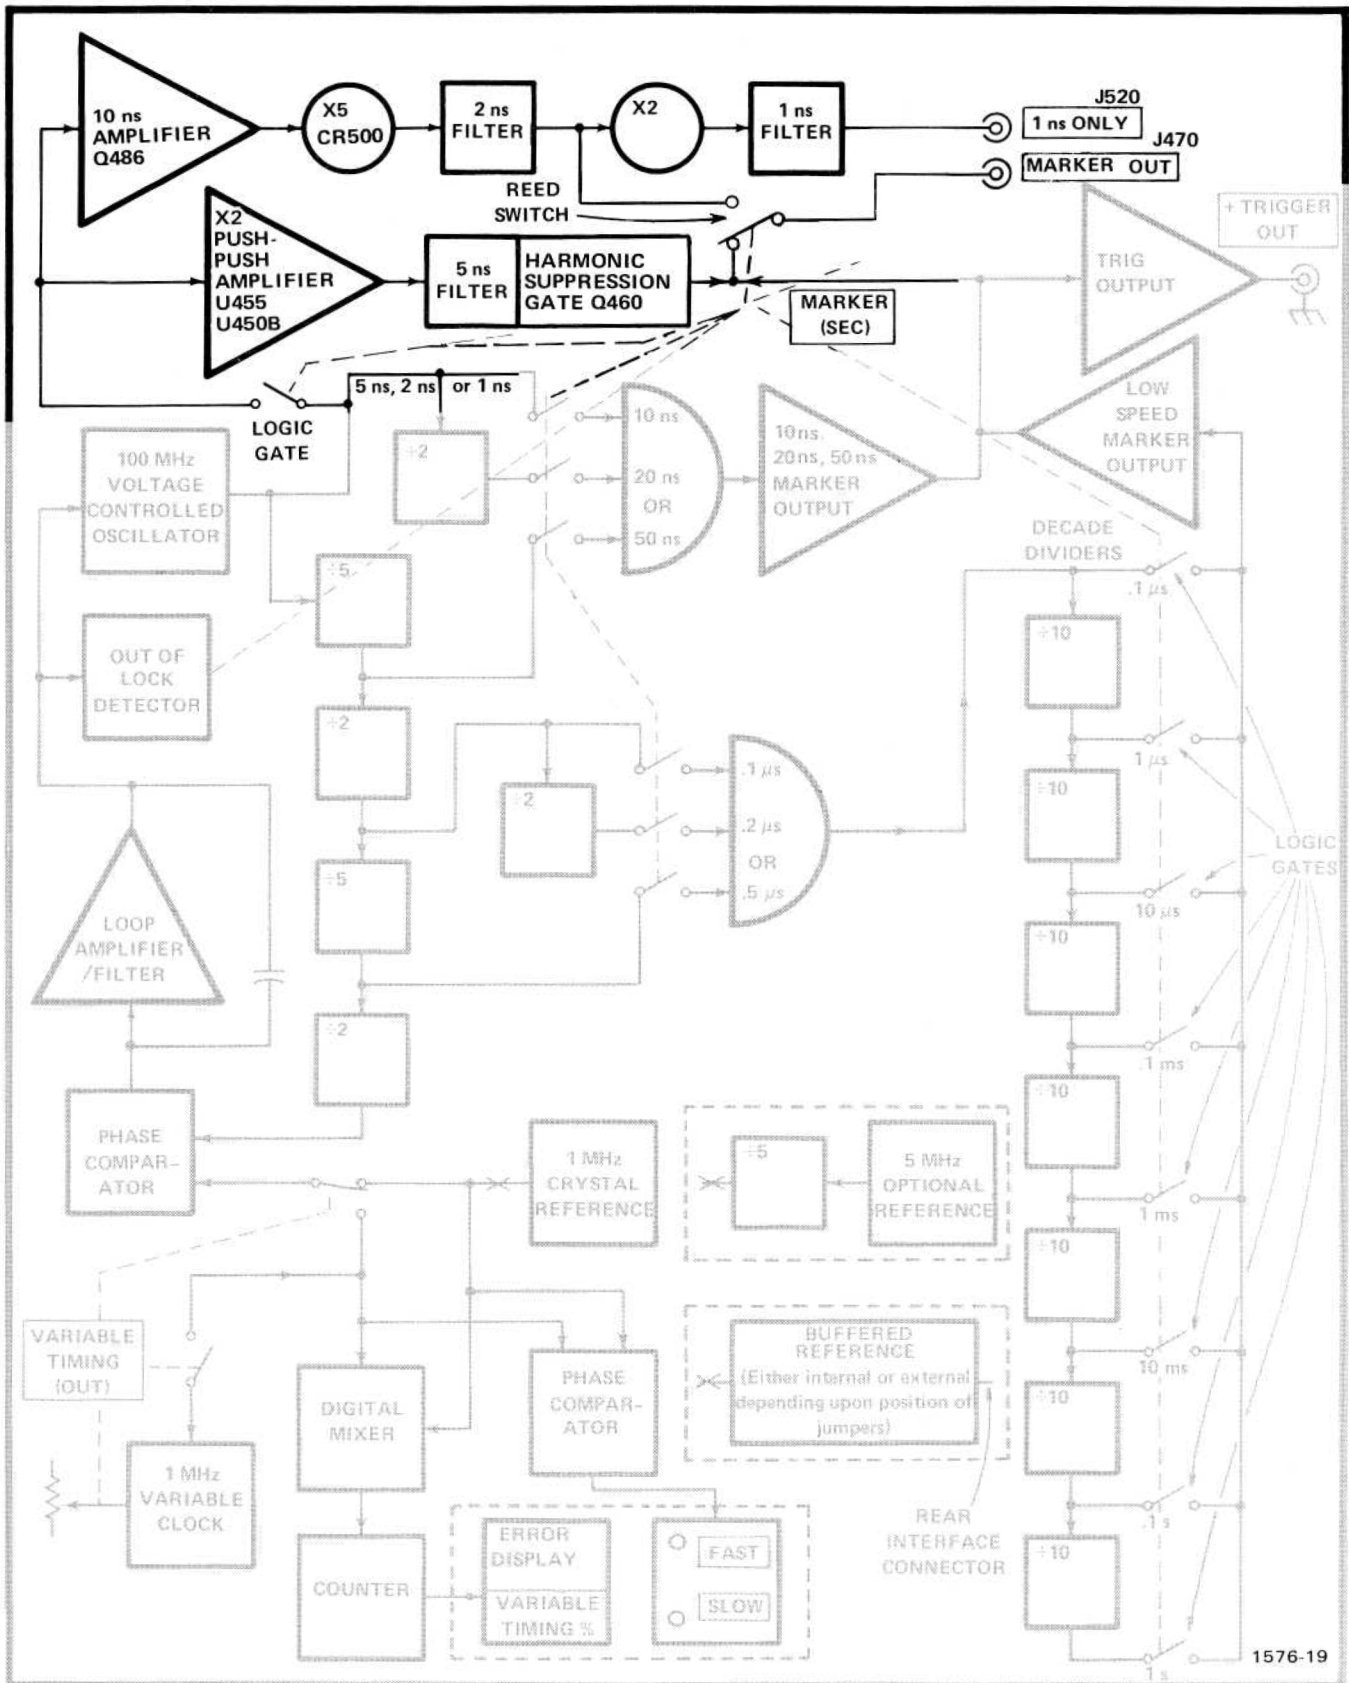 10 ns
AMPLIFIER
Q486
X5
CR500
2 ns
FILTER
X2
1 ns
FILTER
J520
1 ns ONLY
J470
MARKER OUT
REED
SWITCH
+ TRIGGER
OUT
X2
PUSH-
PUSH
AMPLIFIER
U455
U450B
5 ns
FILTER
HARMONIC
SUPPRESSION
GATE Q460
MARKER
(SEC)
TRIG
OUTPUT
5 ns, 2 ns or 1 ns
LOGIC
GATE
LOW
SPEED
MARKER
OUTPUT
100 MHz
VOLTAGE
CONTROLLED
OSCILLATOR
÷2
10 ns
20 ns
OR
50 ns
10 ns,
20 ns, 50 ns
MARKER
OUTPUT
DECADE
DIVIDERS
÷5
.1 µs
OUT OF
LOCK
DETECTOR
÷10
÷2
1 µs
÷2
.1 µs
.2 µs
OR
.5 µs
÷10
LOGIC
GATES
÷5
10 µs
LOOP
AMPLIFIER
/FILTER
÷10
÷2
.1 ms
÷10
PHASE
COMPAR-
ATOR
1 MHz
CRYSTAL
REFERENCE
÷5
5 MHz
OPTIONAL
REFERENCE
1 ms
÷10
VARIABLE
TIMING
(OUT)
BUFFERED
REFERENCE
(Either internal or external
depending upon position of
jumpers)
10 ms
PHASE
COMPAR-
ATOR
DIGITAL
MIXER
÷10
1 MHz
VARIABLE
CLOCK
REAR
INTERFACE
CONNECTOR
.1 s
ERROR
DISPLAY
VARIABLE
TIMING %
FAST
SLOW
÷10
COUNTER
1 s
1576-19